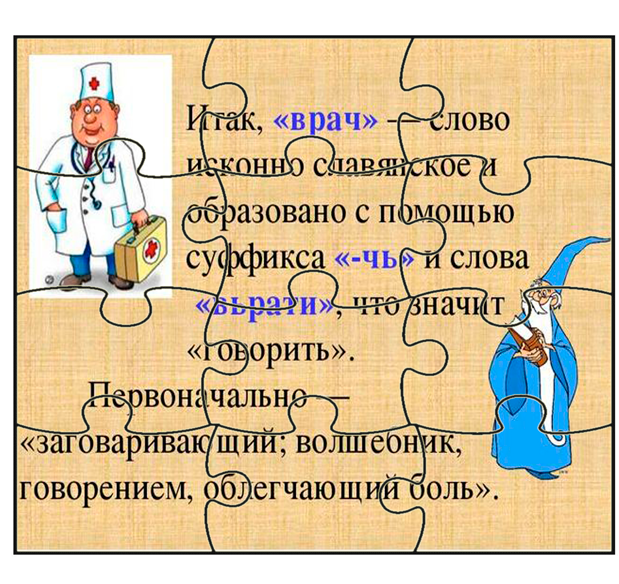 Итак, «врач» — слово
исконно славянское и
образовано с помощью
суффикса «-чь» и слова
«вьрати», что значит
«говорить».
Первоначально —
«заговаривающий; волшебник,
говорением, облегчающий боль».